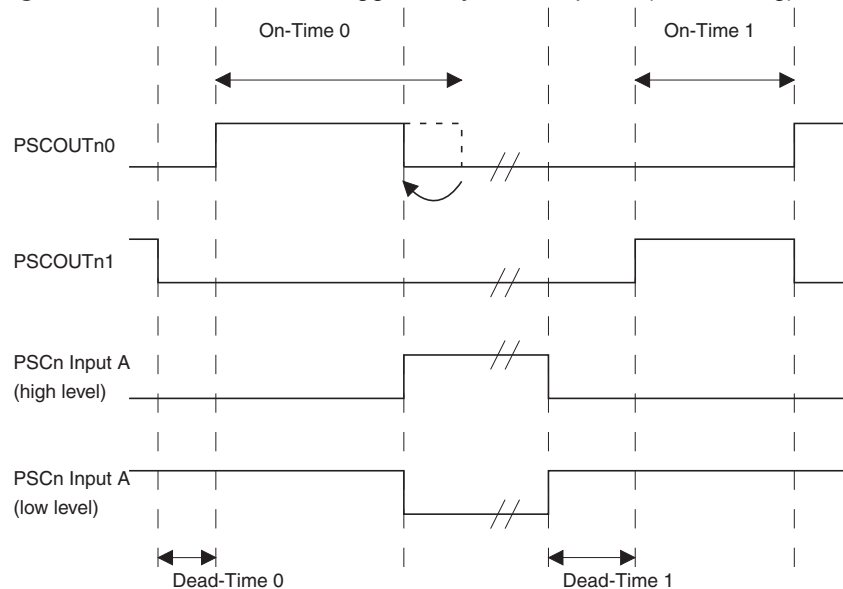 On-Time 0
On-Time 1
PSCOUTn0
PSCOUTn1
PSCn Input A
(high level)
PSCn Input A
(low level)
Dead-Time 0
Dead-Time 1